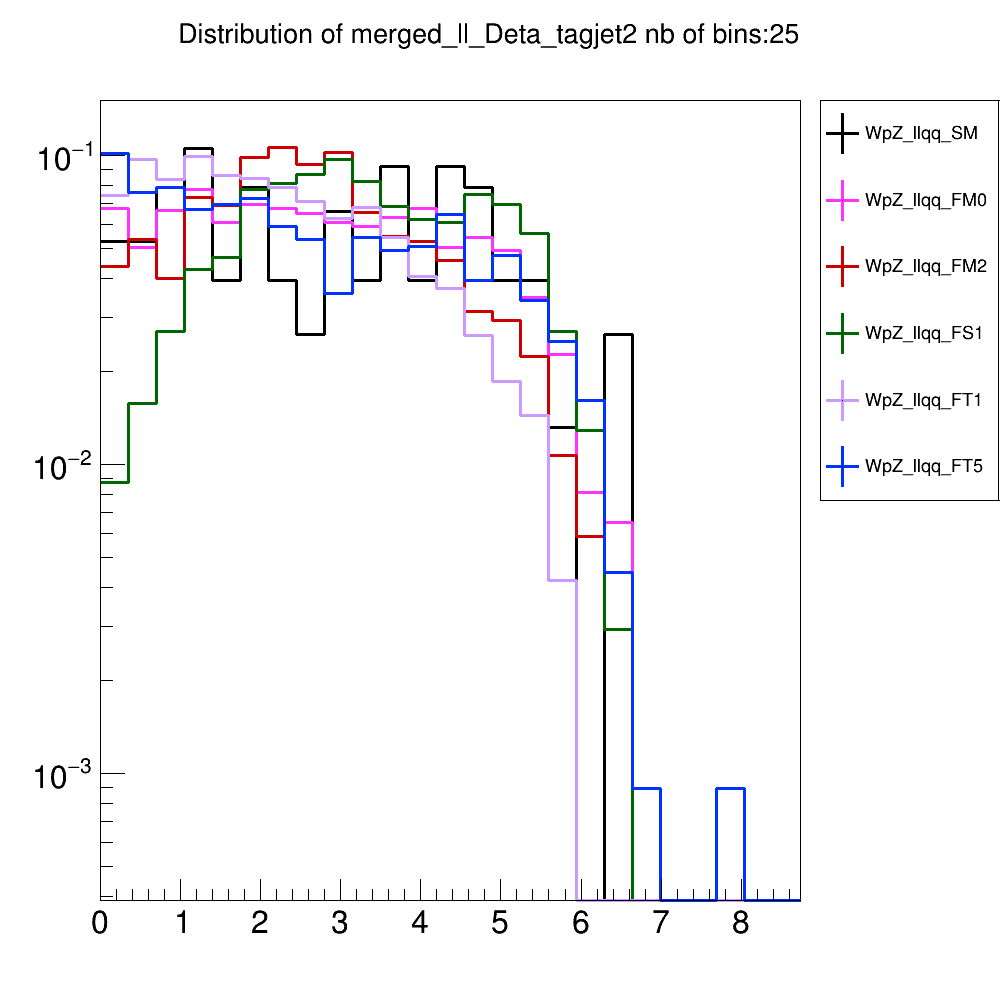 Distribution of merged_ll_Deta_tagjet2 nb of bins:25
10⁻¹
10⁻²
10⁻³
0 1 2 3 4 5 6 7 8
WpZ_llqq_SM
WpZ_llqq_FM0
WpZ_llqq_FM2
WpZ_llqq_FS1
WpZ_llqq_FT1
WpZ_llqq_FT5